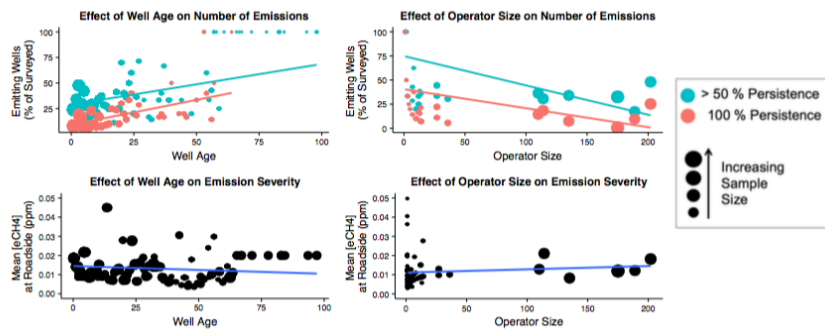 Effect of Well Age on Number of Emissions
Emitting Wells
(% of Surveyed)
100
75
50
25
0
25
50
75
100
Well Age
Effect of Operator Size on Number of Emissions
Emitting Wells
(% of Surveyed)
100
75
50
25
0
0
50
100
150
200
Operator Size
> 50 % Persistence
100 % Persistence
Increasing
Sample
Size
Effect of Well Age on Emission Severity
Mean [eCH4]
at Roadside (ppm)
0.05
0.04
0.03
0.02
0.01
0.00
0
25
50
75
100
Well Age
Effect of Operator Size on Emission Severity
Mean [eCH4]
at Roadside (ppm)
0.05
0.04
0.03
0.02
0.01
0.00
0
50
100
150
200
Operator Size